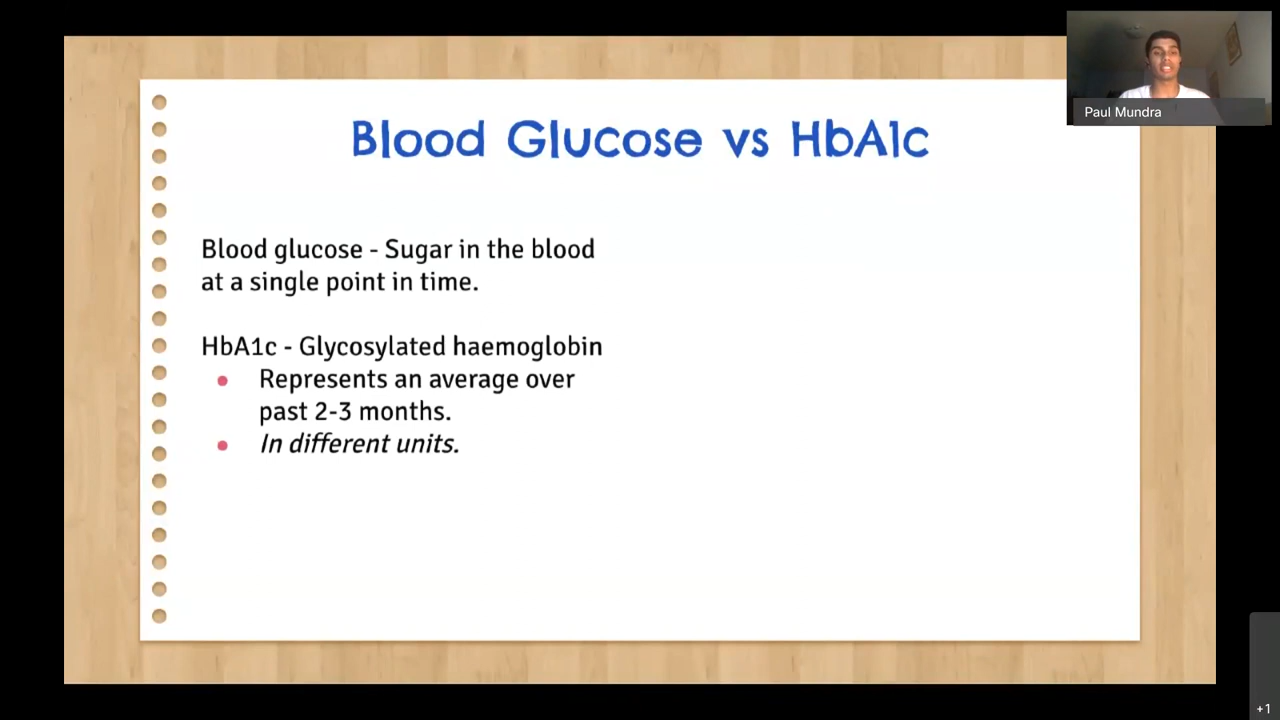 Blood Glucose vs HbA1c
Paul Mundra
Blood glucose - Sugar in the blood
at a single point in time.
HbA1c - Glycosylated haemoglobin
● Represents an average over
past 2-3 months.
● In different units.
+1